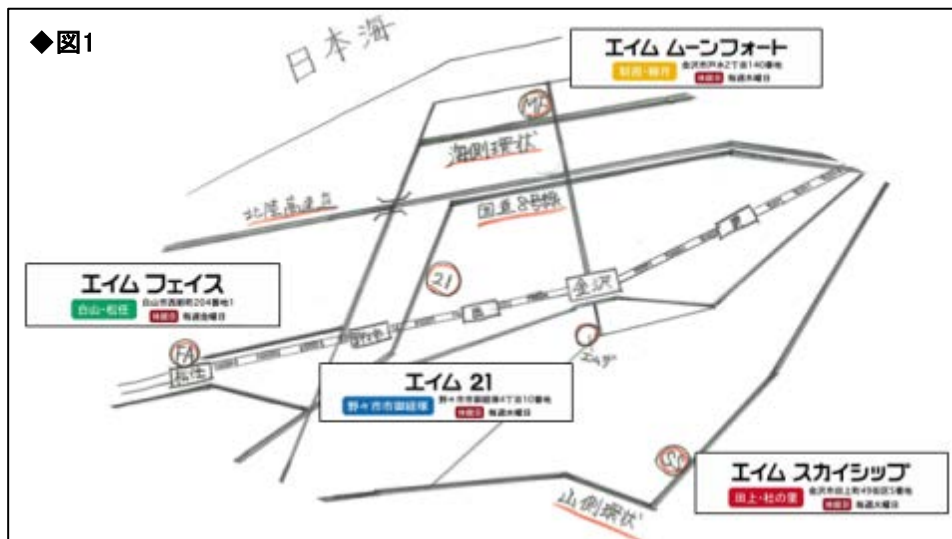 ◆図1
日本海
エイム ムーンフォート
金沢市戸水2丁目140番地
休館日 毎週木曜日
海側環状
北陸高速道
国道8号線
エイム フェイス
白山・松任
白山市西新町204番地1
休館日 毎週金曜日
21
金沢
FA
松任
エイム 21
野々市市御経塚
野々市市御経塚4丁目10番地
休館日 毎週水曜日
SS
エイム スカイシップ
田上・杜の里
休館日 毎週火曜日
山側環状